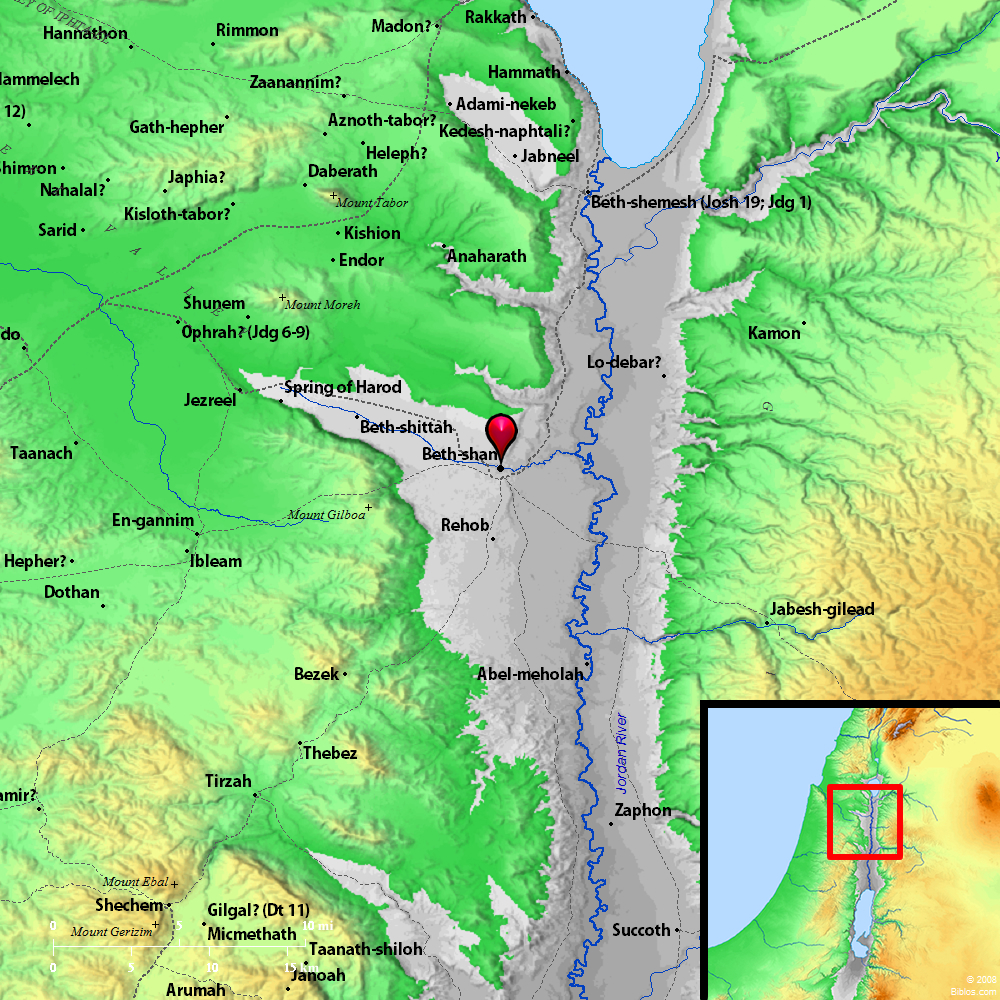 Rakkath
Madon?
Rimmon
Hannathon
Hammath
Zaanannim?
Adami-nekeb
12)
Aznoth-tabor?
Gath-hepher
Kedesh-naphtali?
Heleph?
Jabneel
Daberath
Japhia?
Nahalal?
Mount Tabor
Beth-shemesh (Josh 19; Jdg 1)
Kisloth-tabor?
Sarid
Kishion
Endor
Anaharath
Shunem
Mount Moreh
Ophrah? (Jdg 6-9)
Kamon
do
Lo-debar?
Spring of Harod
Jezreel
Beth-shittah
Taanach
Beth-shan
Mount Gilboa
En-gannim
Rehob
Hepher?
Ibleam
Dothan
Jabesh-gilead
Bezek
Abel-meholah
Jordan River
Thebez
Tirzah
amir?
Zaphon
Mount Ebal
Shechem
Gilgal? (Dt 11)
0
10 mi
Mount Gerizim
Micmethath
Succoth
Taanath-shiloh
0
5
10
15 km
Janoah
Arumah
© 2008
Biblos.com